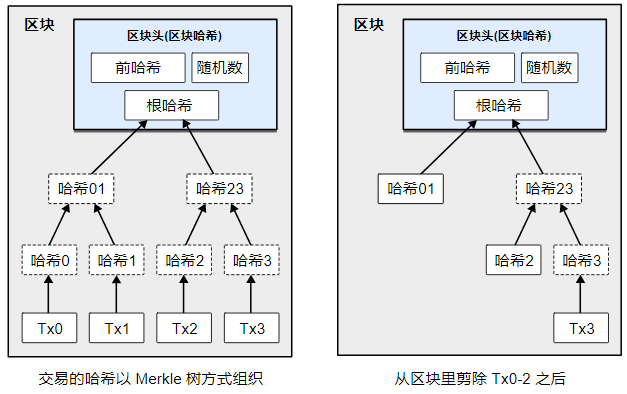 区块
区块头(区块哈希)
前哈希
随机数
根哈希
哈希01
哈希23
哈希0
哈希1
哈希2
哈希3
Tx0
Tx1
Tx2
Tx3
交易的哈希以 Merkle 树方式组织
区块
区块头(区块哈希)
前哈希
随机数
根哈希
哈希01
哈希23
哈希2
哈希3
Tx3
从区块里剪除 Tx0-2 之后